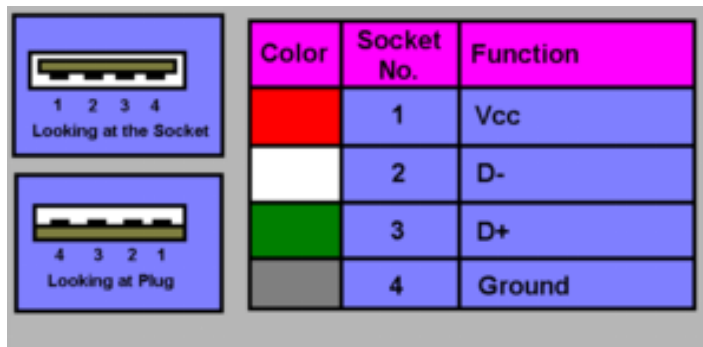 1 2 3 4
Looking at the Socket
4 3 2 1
Looking at Plug
Color Socket No. Function
1 Vcc
2 D-
3 D+
4 Ground